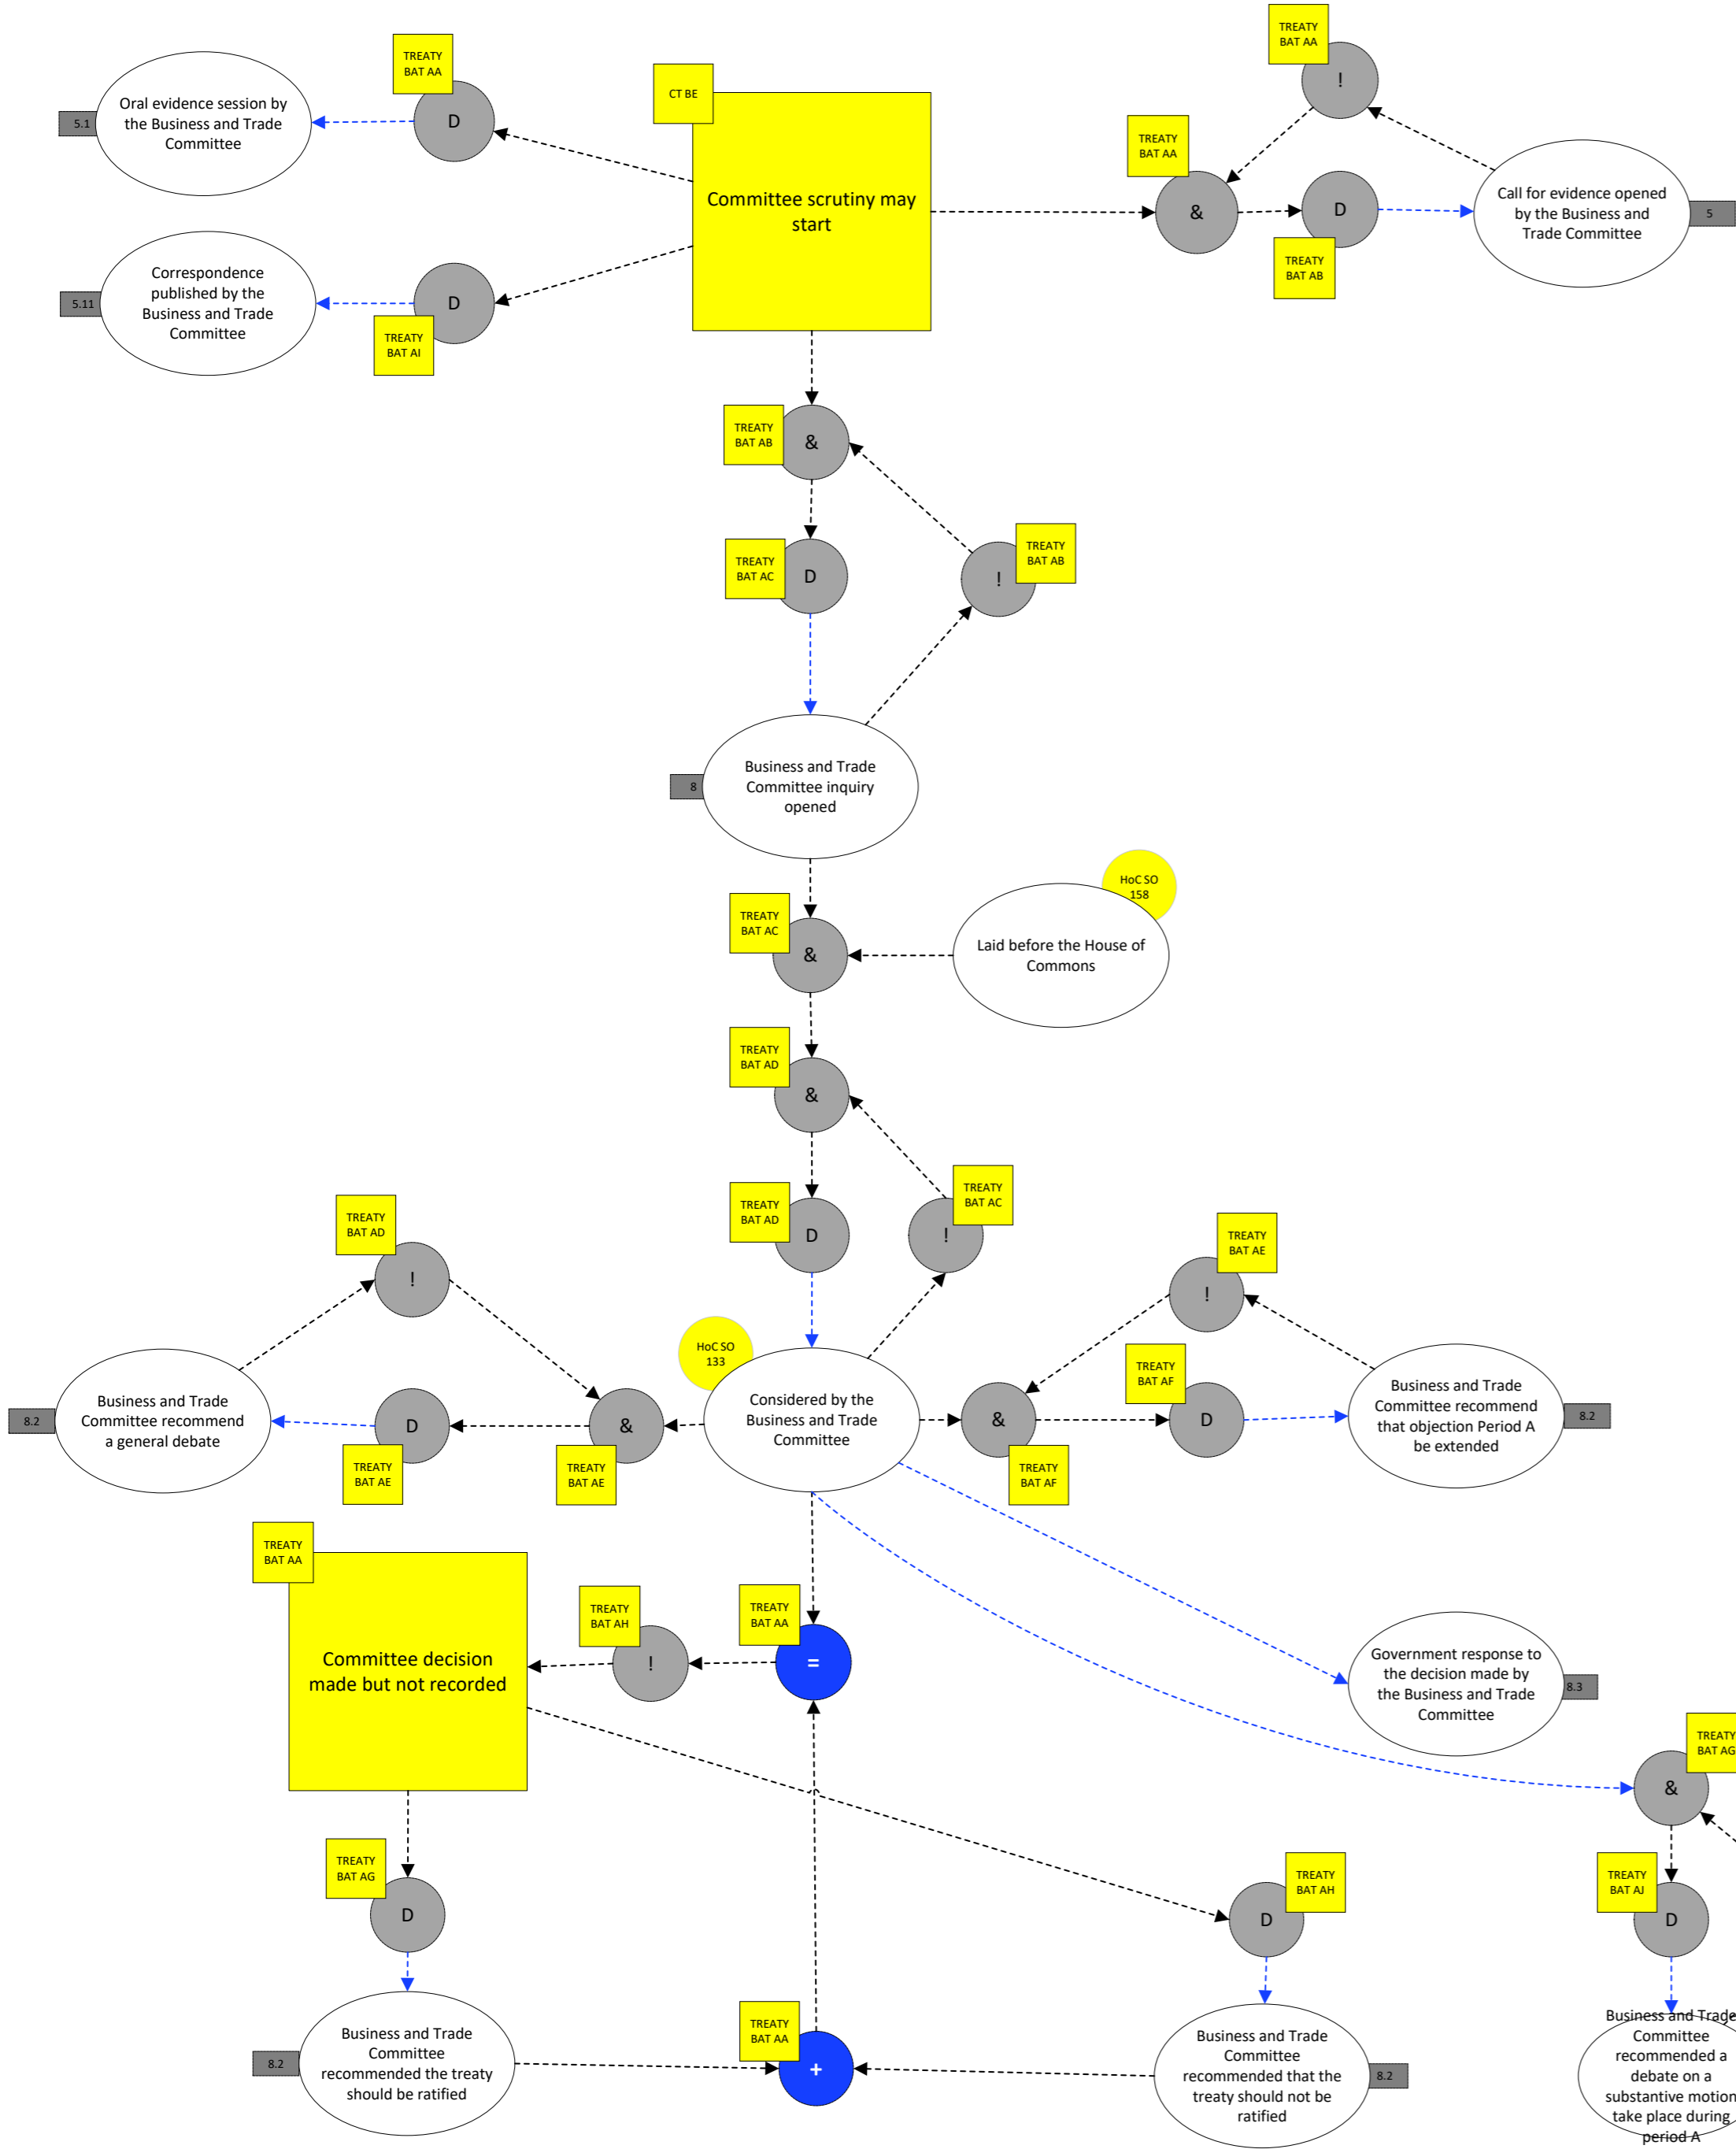 TREATY
BAT AA
Oral evidence session by
the Business and Trade
Committee
5.1
D
CT BE
Committee scrutiny may
start
TREATY
BAT AA
!
TREATY
BAT AA
&
D
TREATY
BAT AB
Call for evidence opened
by the Business and
Trade Committee
5
Correspondence
published by the
Business and Trade
Committee
5.11
D
TREATY
BAT AI
TREATY
BAT AB
&
TREATY
BAT AC
D
TREATY
BAT AB
!
Business and Trade
Committee inquiry
opened
8
TREATY
BAT AC
&
HoC SO
158
Laid before the House of
Commons
TREATY
BAT AD
&
TREATY
BAT AD
D
TREATY
BAT AC
!
TREATY
BAT AD
!
TREATY
BAT AE
!
HoC SO
133
Considered by the
Business and Trade
Committee
8.2
Business and Trade
Committee recommend
a general debate
D
TREATY
BAT AE
&
TREATY
BAT AE
&
TREATY
BAT AF
TREATY
BAT AF
D
Business and Trade
Committee recommend
that objection Period A
be extended
8.2
TREATY
BAT AA
Committee decision
made but not recorded
TREATY
BAT AH
!
TREATY
BAT AA
=
Government response to
the decision made by
the Business and Trade
Committee
8.3
TREATY
BAT AG
&
TREATY
BAT AG
D
TREATY
BAT AH
D
TREATY
BAT AJ
D
8.2
Business and Trade
Committee
recommended the treaty
should be ratified
TREATY
BAT AA
+
Business and Trade
Committee
recommended that the
treaty should not be
ratified
8.2
Business and Trade
Committee
recommended a
debate on a
substantive motion
take place during
period A